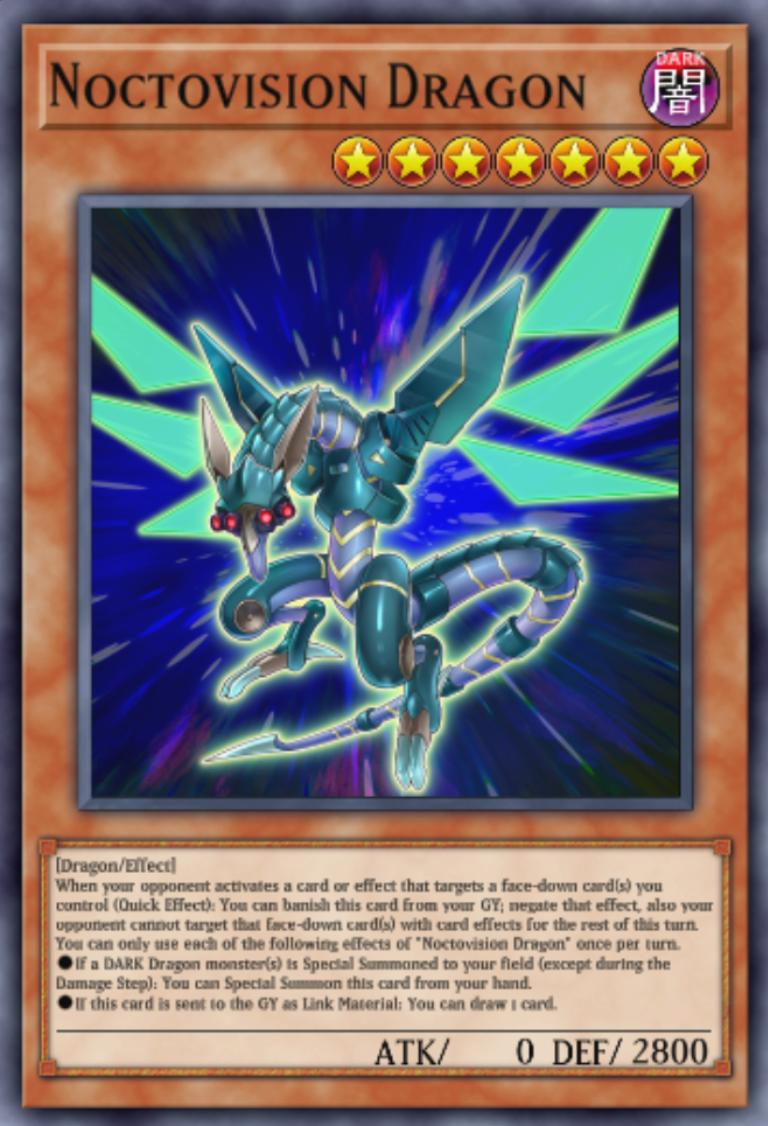 NOCTOVISION DRAGON
DARK
闇
[Dragon/Effect]
When your opponent activates a card or effect that targets a face-down card(s) you
control (Quick Effect): You can banish this card from your GY; negate that effect, also your
opponent cannot target that face-down card(s) with card effects for the rest of this turn.
You can only use each of the following effects of "Noctovision Dragon" once per turn.
●If a DARK Dragon monster(s) is Special Summoned to your field (except during the
Damage Step): You can Special Summon this card from your hand.
●If this card is sent to the GY as Link Material: You can draw 1 card.
ATK/ 0 DEF/ 2800